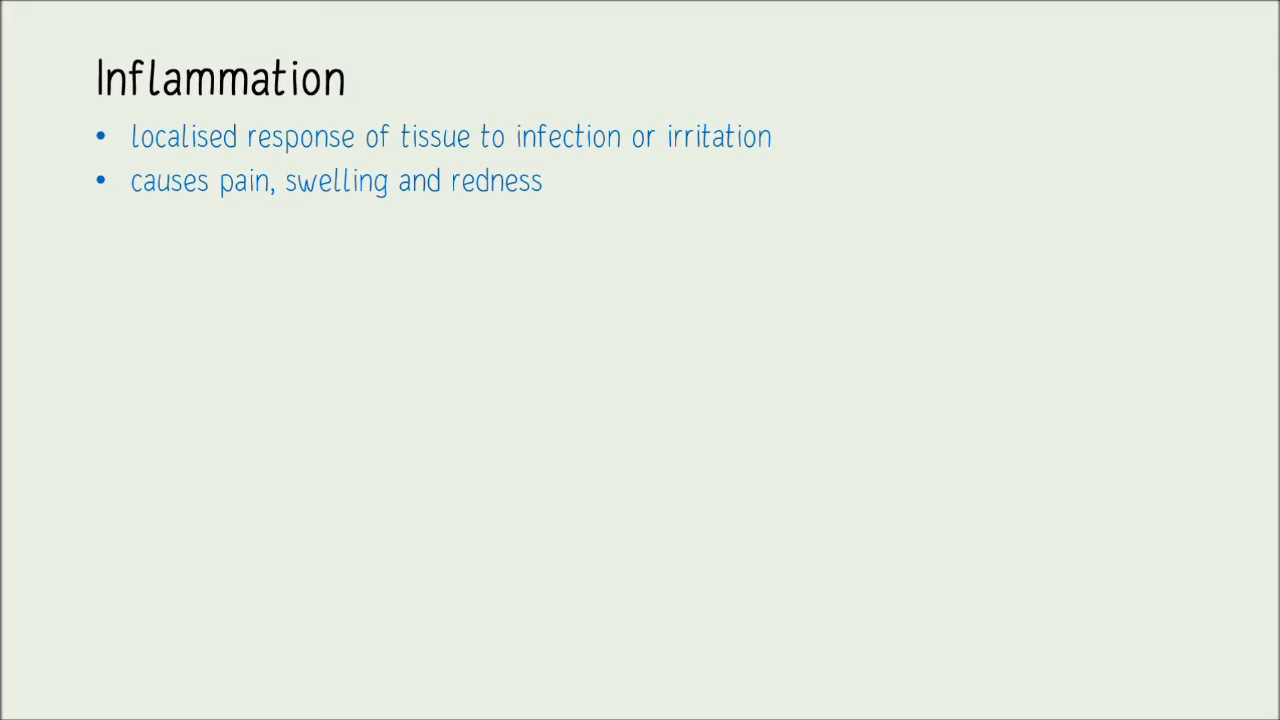 Inflammation
• localised response of tissue to infection or irritation
• causes pain, swelling and redness